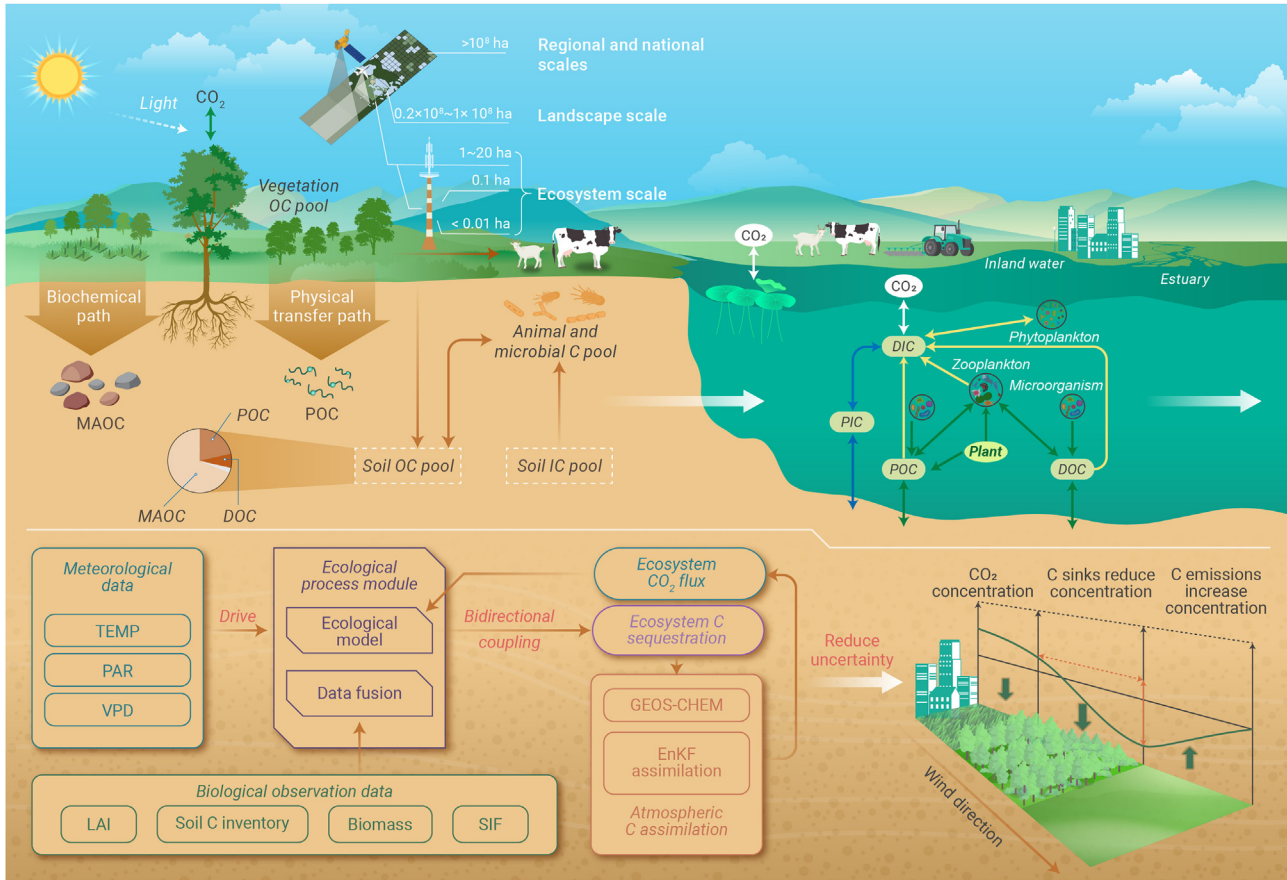 >10⁸ ha
Regional and national
scales
CO₂
Light
0.2×10⁸~1× 10⁸ ha
Landscape scale
1~20 ha
0.1 ha
Ecosystem scale
< 0.01 ha
Vegetation
OC pool
CO₂
Inland water
Estuary
Biochemical
path
Physical
transfer path
CO₂
Animal and
microbial C pool
DIC
Phytoplankton
Zooplankton
Microorganism
MAOC
POC
PIC
POC
Soil OC pool
Soil IC pool
POC
Plant
DOC
MAOC
DOC
Meteorological
data
TEMP
PAR
VPD
Drive
Ecological
process module
Ecological
model
Data fusion
Bidirectional
coupling
Ecosystem
CO₂ flux
Ecosystem C
sequestration
GEOS-CHEM
EnKF
assimilation
Atmospheric
C assimilation
Reduce
uncertainty
CO₂
concentration
C sinks reduce
concentration
C emissions
increase
concentration
Wind direction
Biological observation data
LAI
Soil C inventory
Biomass
SIF